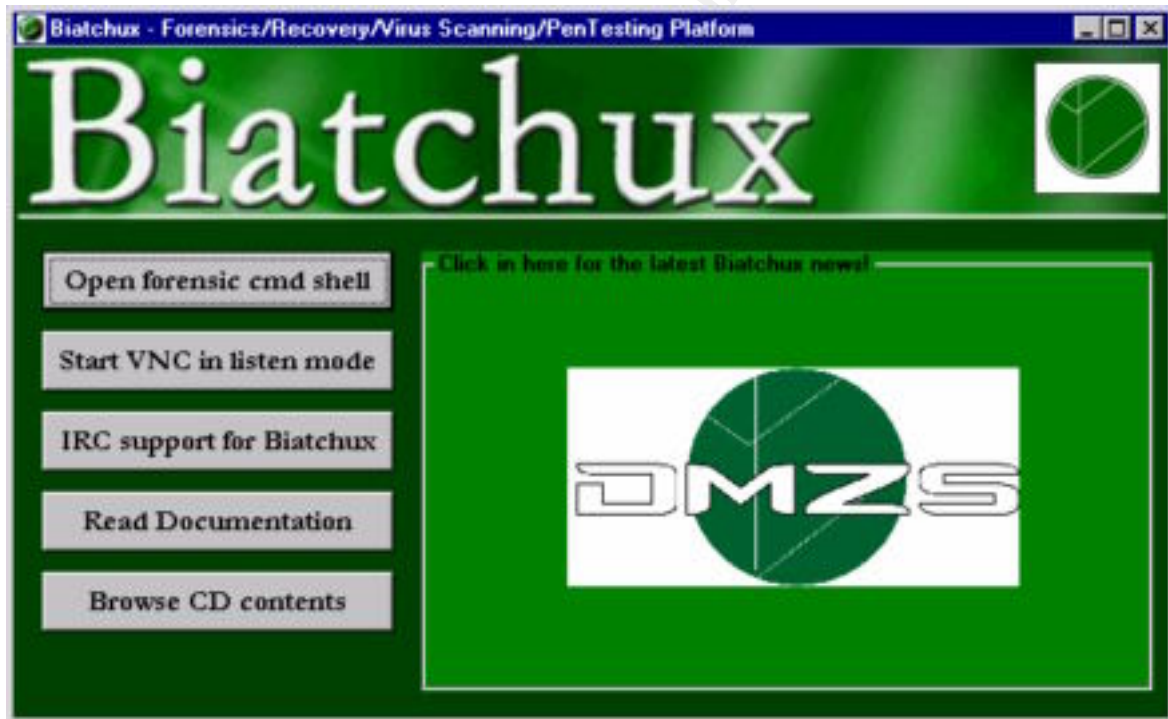 Biatchux - Forensics/Recovery/Virus Scanning/PenTesting Platform
Biatchux
Open forensic cmd shell
Click in here for the latest Biatchux news!
Start VNC in listen mode
IRC support for Biatchux
Read Documentation
Browse CD contents
DMZS